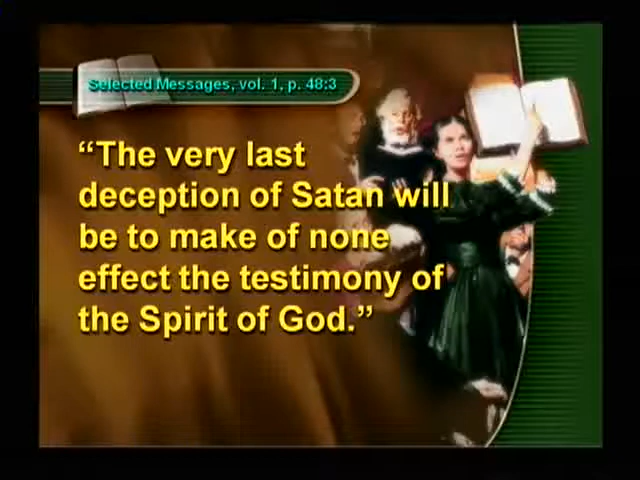 Selected Messages, vol. 1, p. 48:3
“The very last
deception of Satan will
be to make of none
effect the testimony of
the Spirit of God.”